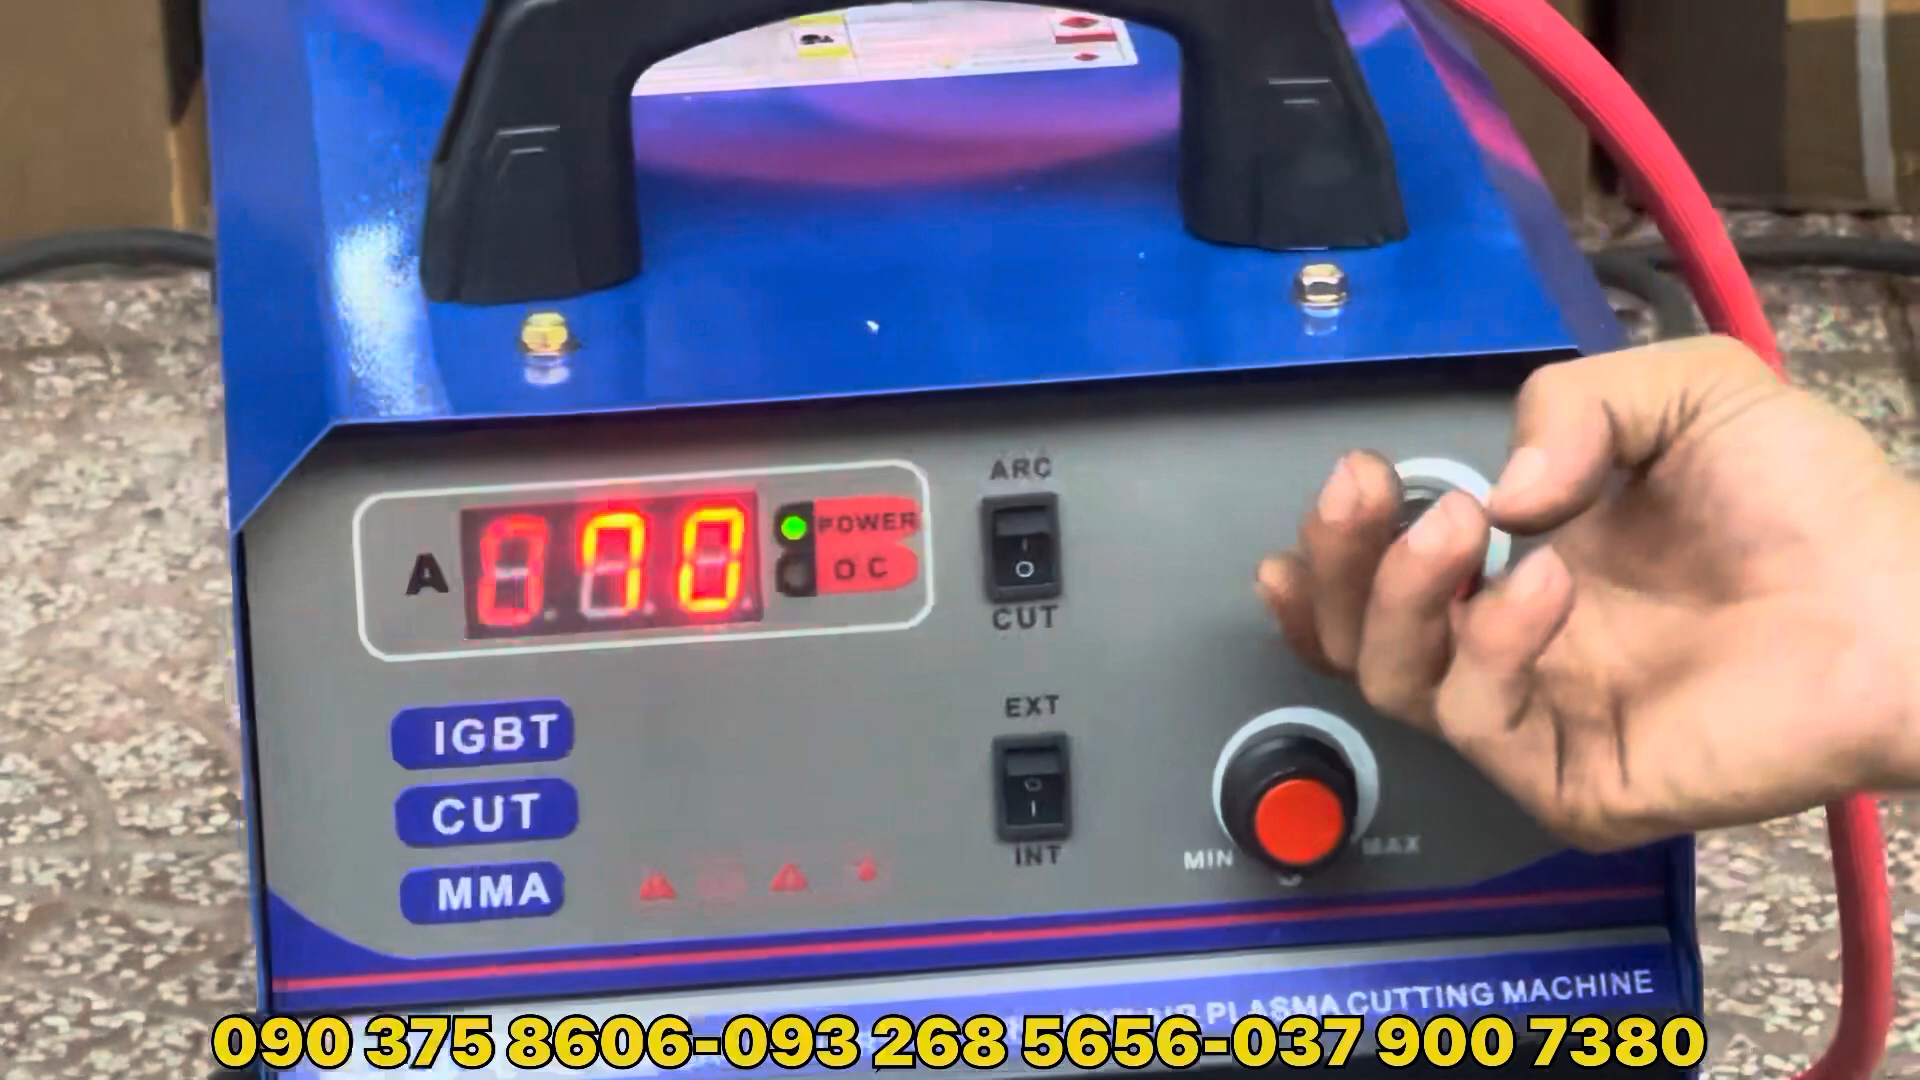 A 070 POWER
O C
ARC
CUT
EXT
INT
IGBT
CUT
MMA
MIN MAX
PLASMA CUTTING MACHINE
090 375 8606-093 268 5656-037 900 7380